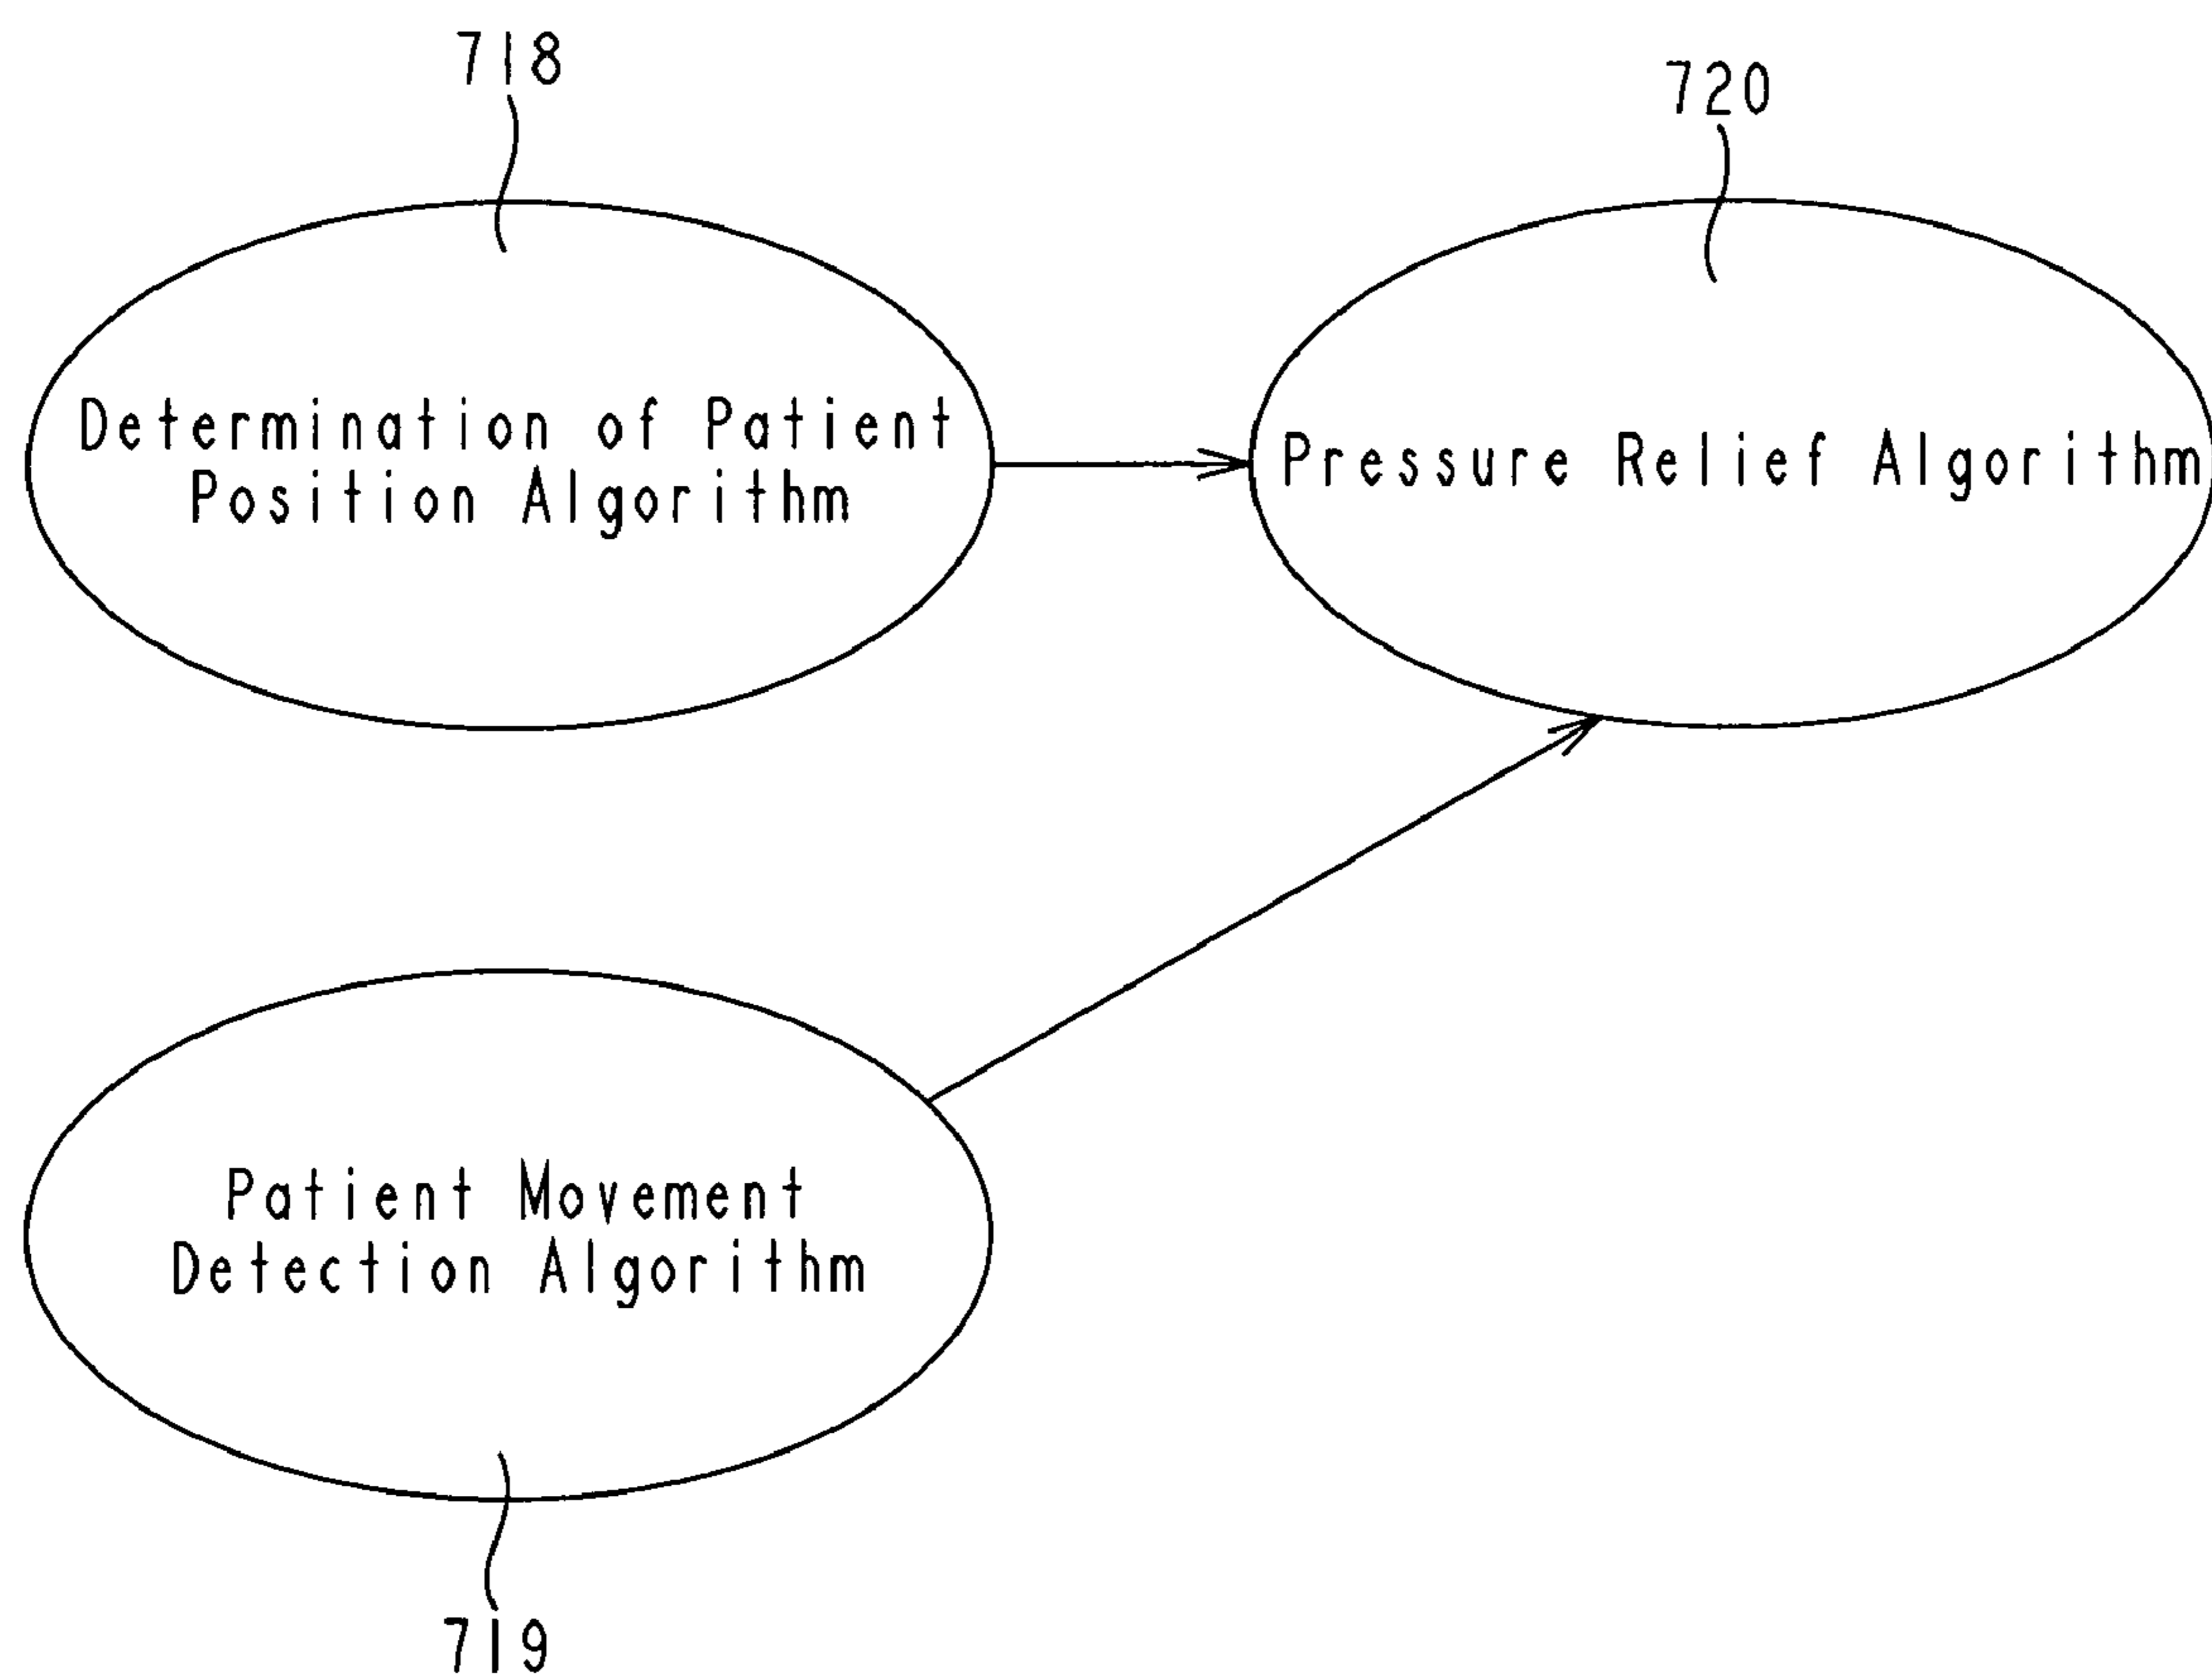 718
720
Determination of Patient
Position Algorithm
Pressure Relief Algorithm
Patient Movement
Detection Algorithm
719